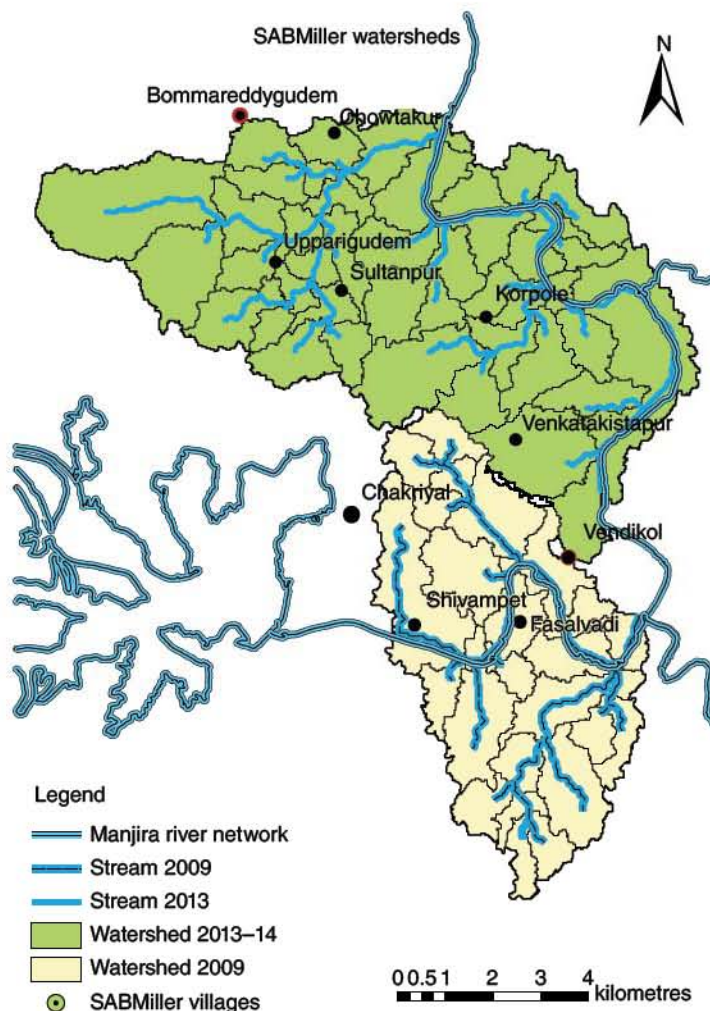 SABMiller watersheds
N
Bommareddygudem
Chowtakur
Upparigudem
Sultanpur
Korpole
Venkatakistapur
Chakriyal
Vendikol
Shivampet
Fasalvadi
Legend
Manjira river network
Stream 2009
Stream 2013
Watershed 2013–14
Watershed 2009
SABMiller villages
0 0.5 1 2 3 4 kilometres